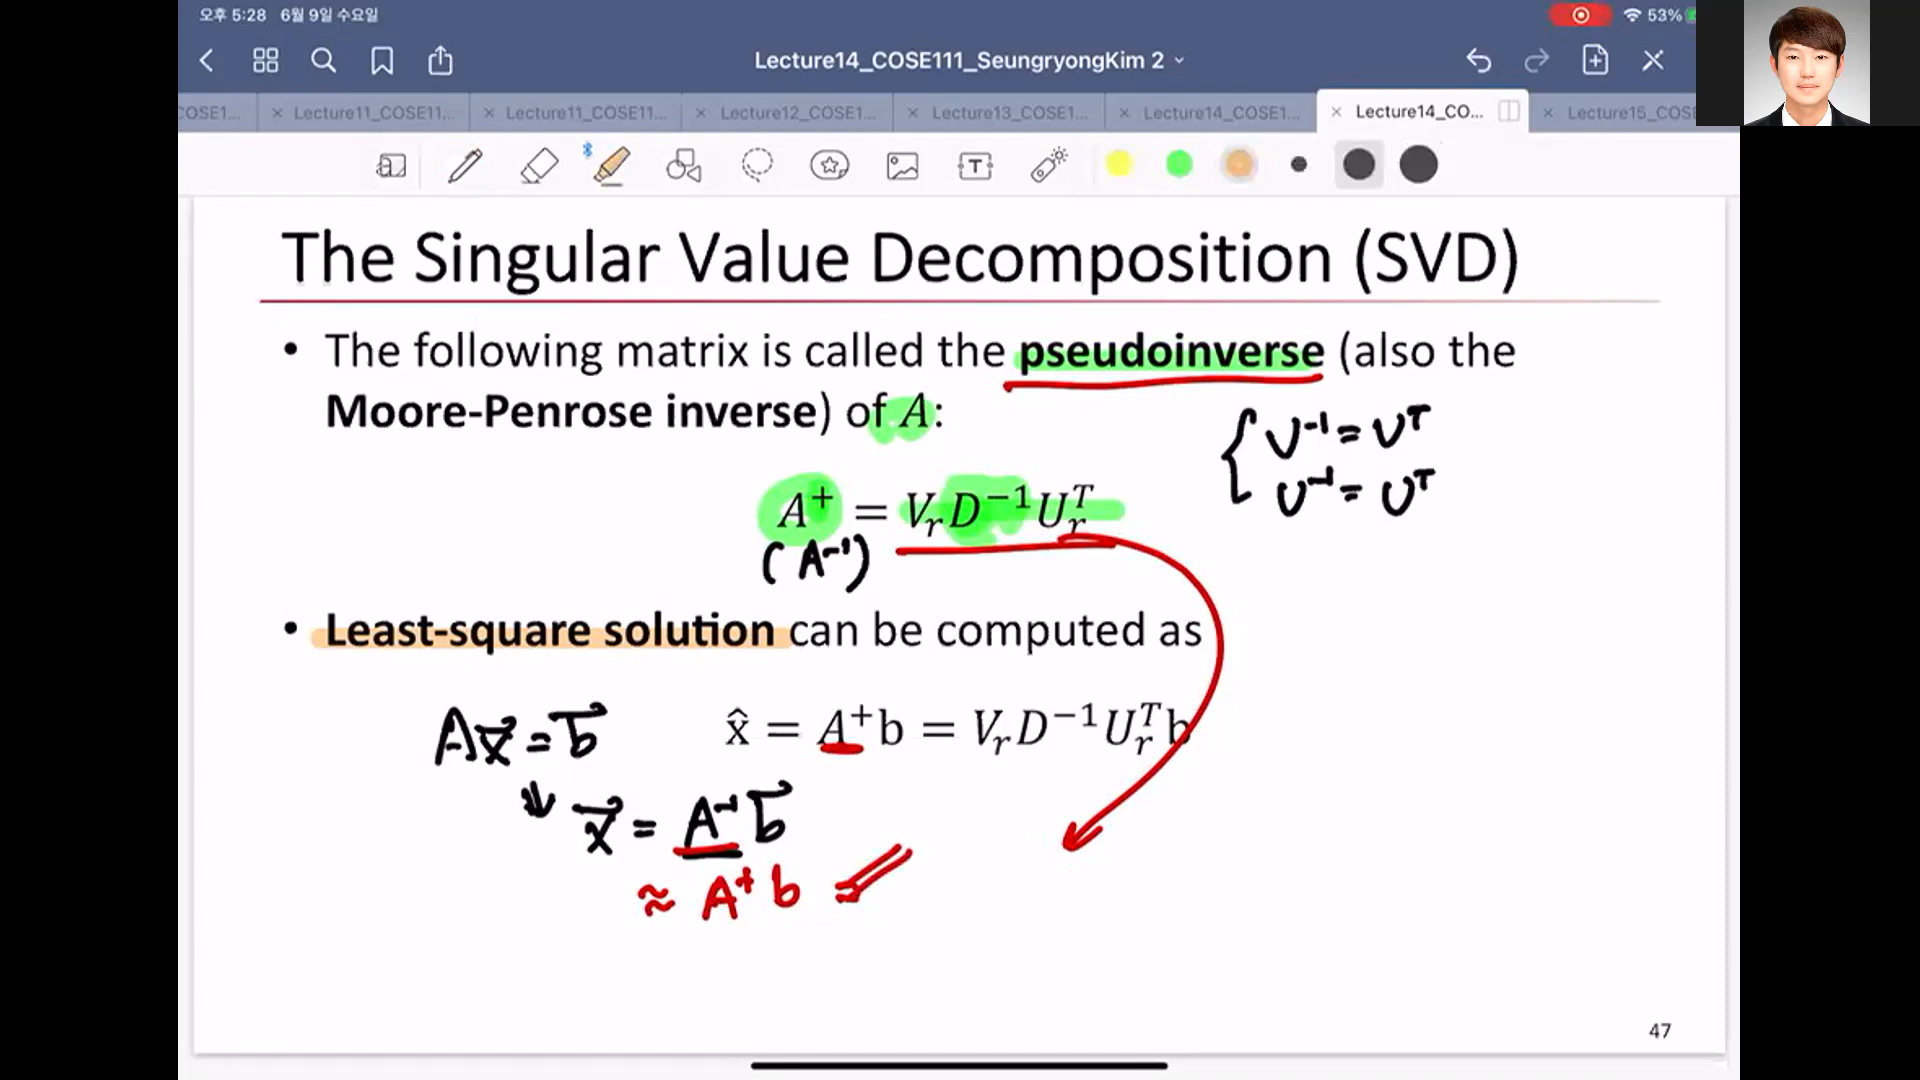 오후 5:28 6월 9일 수요일
53%
Lecture14_COSE111_SeungryongKim 2
COSE1... × Lecture11_COSE11... × Lecture11_COSE11... × Lecture12_COSE1... × Lecture13_COSE1... × Lecture14_COSE1... × Lecture14_CO... × Lecture15_COS
The Singular Value Decomposition (SVD)
• The following matrix is called the pseudoinverse (also the
Moore-Penrose inverse) of A:
{ V⁻¹ = Vᵀ
U⁻¹ = Uᵀ
A⁺ = VᵣD⁻¹Uᵣᵀ
(A⁻¹)
• Least-square solution can be computed as
Ax⃗ = b⃗
x̂ = A⁺b = VᵣD⁻¹Uᵣᵀb
↓ x⃗ = A⁻¹ b⃗
≈ A⁺ b
47